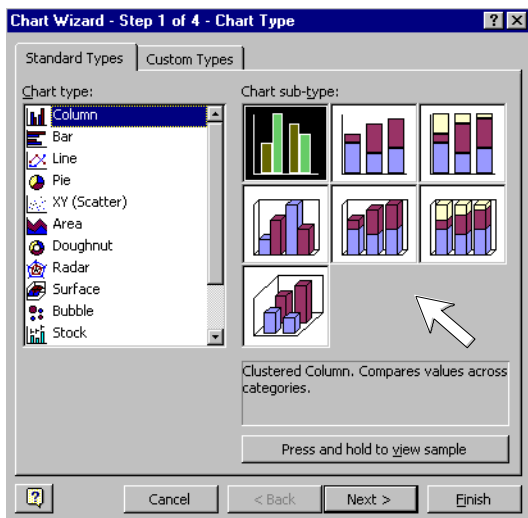 Chart Wizard - Step 1 of 4 - Chart Type
Standard Types
Custom Types
Chart type:
Column
Bar
Line
Pie
XY (Scatter)
Area
Doughnut
Radar
Surface
Bubble
Stock
Chart sub-type:
Clustered Column. Compares values across
categories.
Press and hold to view sample
Cancel
< Back
Next >
Finish